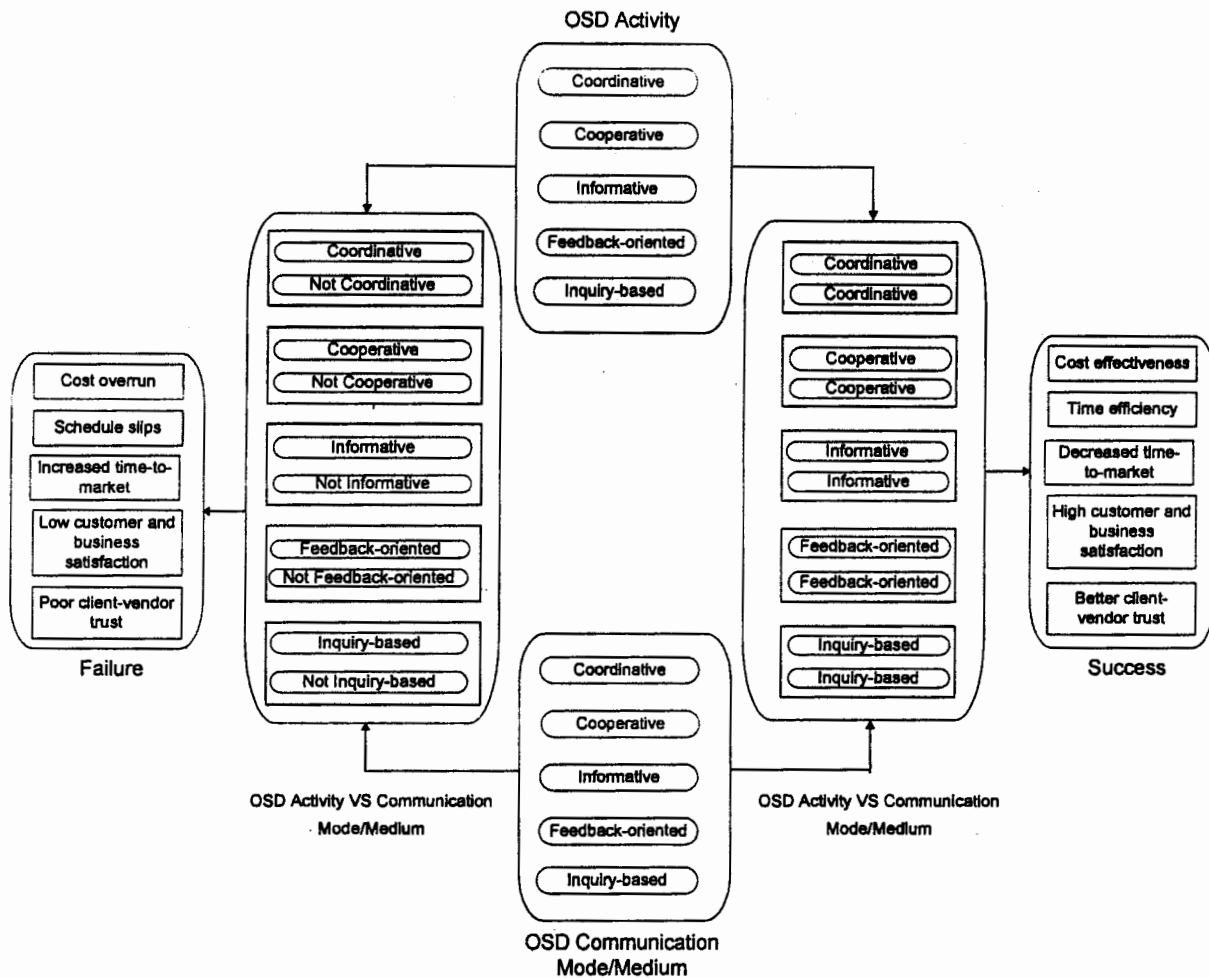 OSD Activity
Coordinative
Cooperative
Informative
Feedback-oriented
Inquiry-based
Coordinative
Not Coordinative
Cooperative
Not Cooperative
Informative
Not Informative
Feedback-oriented
Not Feedback-oriented
Inquiry-based
Not Inquiry-based
OSD Activity VS Communication
Mode/Medium
Cost overrun
Schedule slips
Increased time-to-
market
Low customer and
business
satisfaction
Poor client-vendor
trust
Failure
Coordinative
Coordinative
Cooperative
Cooperative
Informative
Informative
Feedback-oriented
Feedback-oriented
Inquiry-based
Inquiry-based
OSD Activity VS Communication
Mode/Medium
Cost effectiveness
Time efficiency
Decreased time-
to-market
High customer and
business
satisfaction
Better client-
vendor trust
Success
Coordinative
Cooperative
Informative
Feedback-oriented
Inquiry-based
OSD Communication
Mode/Medium